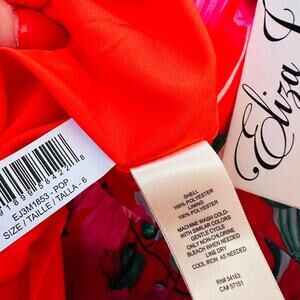 EJ3M1853 - POP
SIZE / TAILLE / TALLA - 6
SHELL:
100% POLYESTER
LINING:
100% POLYESTER
MACHINE WASH COLD-
WITH SIMILAR COLORS
GENTLE CYCLE
ONLY NON-CHLORINE
BLEACH WHEN NEEDED
LINE DRY
COOL IRON AS NEEDED
RN# 54163
CA# 57151
Eliza J